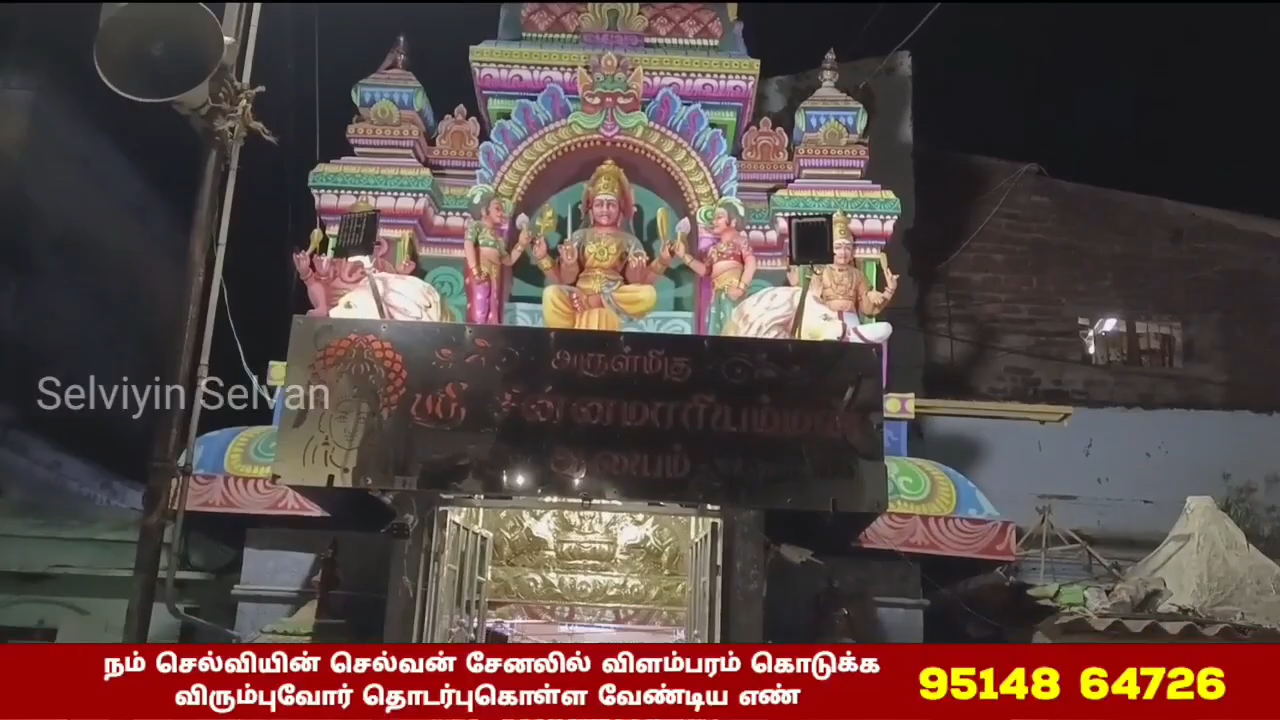 அருள்மிகு
ஸ்ரீ சின்னமாரியம்மன்
ஆலயம்
Selviyin Selvan
நம் செல்வியின் செல்வன் சேனலில் விளம்பரம் கொடுக்க
விரும்புவோர் தொடர்புகொள்ள வேண்டிய எண்
95148 64726